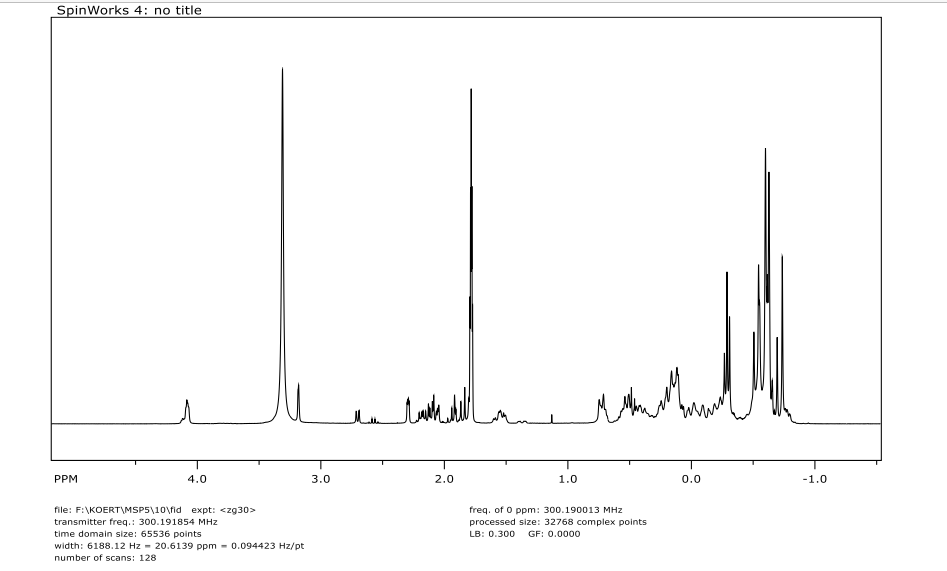 SpinWorks 4: no title
PPM 4.0 3.0 2.0 1.0 0.0 -1.0
file: F:\KOERT\MSP5\10\fid expt: <zg30>
transmitter freq.: 300.191854 MHz
time domain size: 65536 points
width: 6188.12 Hz = 20.6139 ppm = 0.094423 Hz/pt
number of scans: 128
freq. of 0 ppm: 300.190013 MHz
processed size: 32768 complex points
LB: 0.300 GF: 0.0000